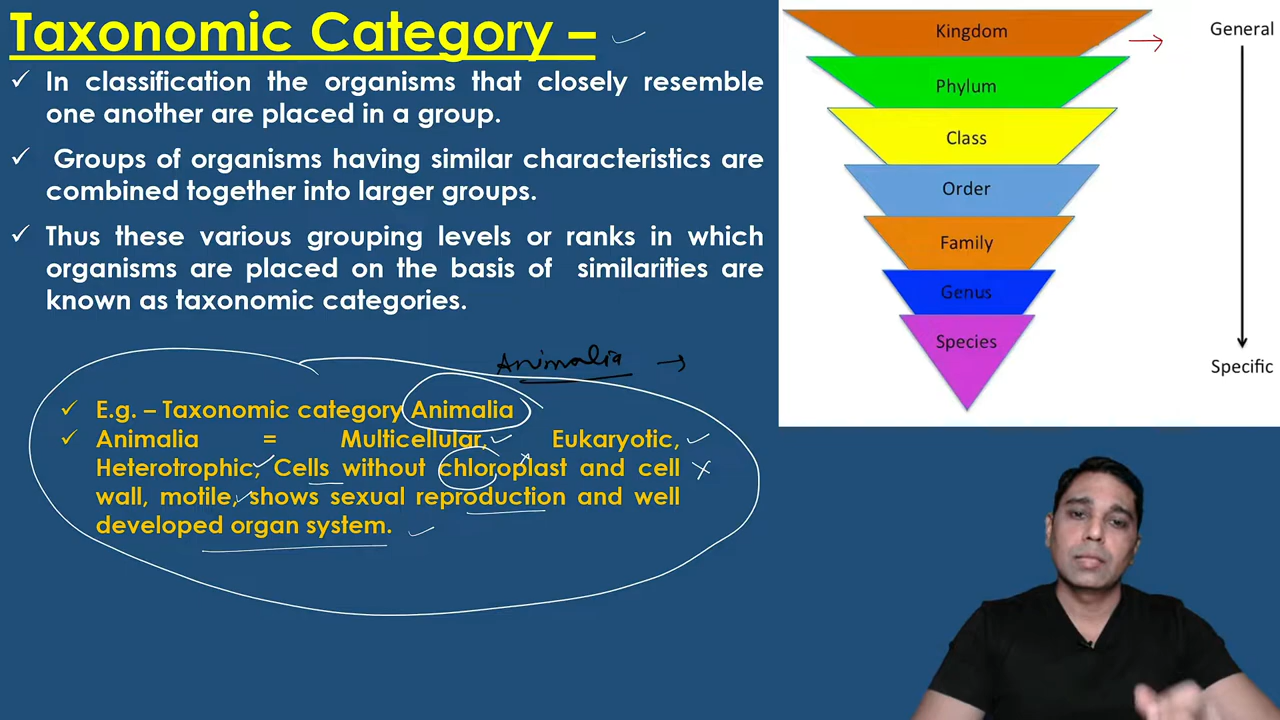 Taxonomic Category –
✓ In classification the organisms that closely resemble
one another are placed in a group.
✓ Groups of organisms having similar characteristics are
combined together into larger groups.
✓ Thus these various grouping levels or ranks in which
organisms are placed on the basis of similarities are
known as taxonomic categories.
Animalia →
✓ E.g. – Taxonomic category Animalia
✓ Animalia = Multicellular, Eukaryotic,
Heterotrophic, Cells without chloroplast and cell
wall, motile, shows sexual reproduction and well
developed organ system.
Kingdom
Phylum
Class
Order
Family
Genus
Species
General
Specific